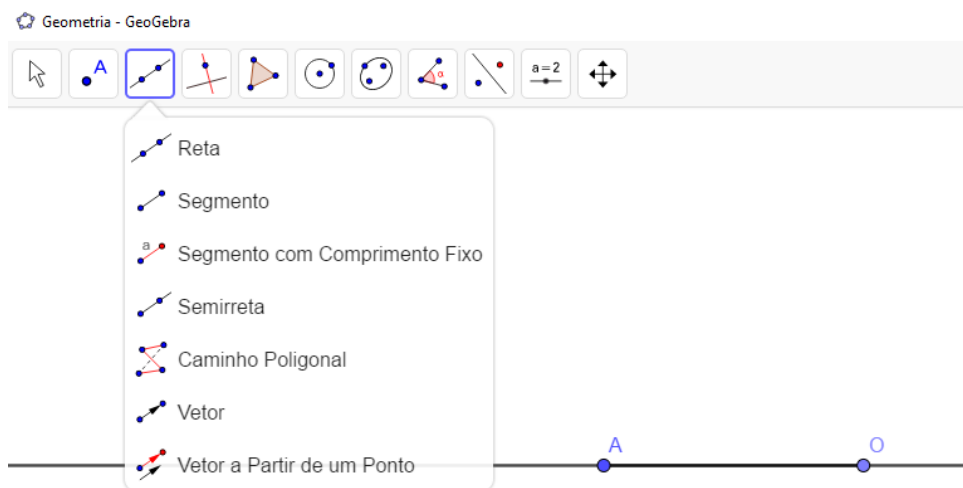 Geometria - GeoGebra
A
α
a=2
Reta
Segmento
a
Segmento com Comprimento Fixo
Semirreta
Caminho Poligonal
Vetor
Vetor a Partir de um Ponto
A
O